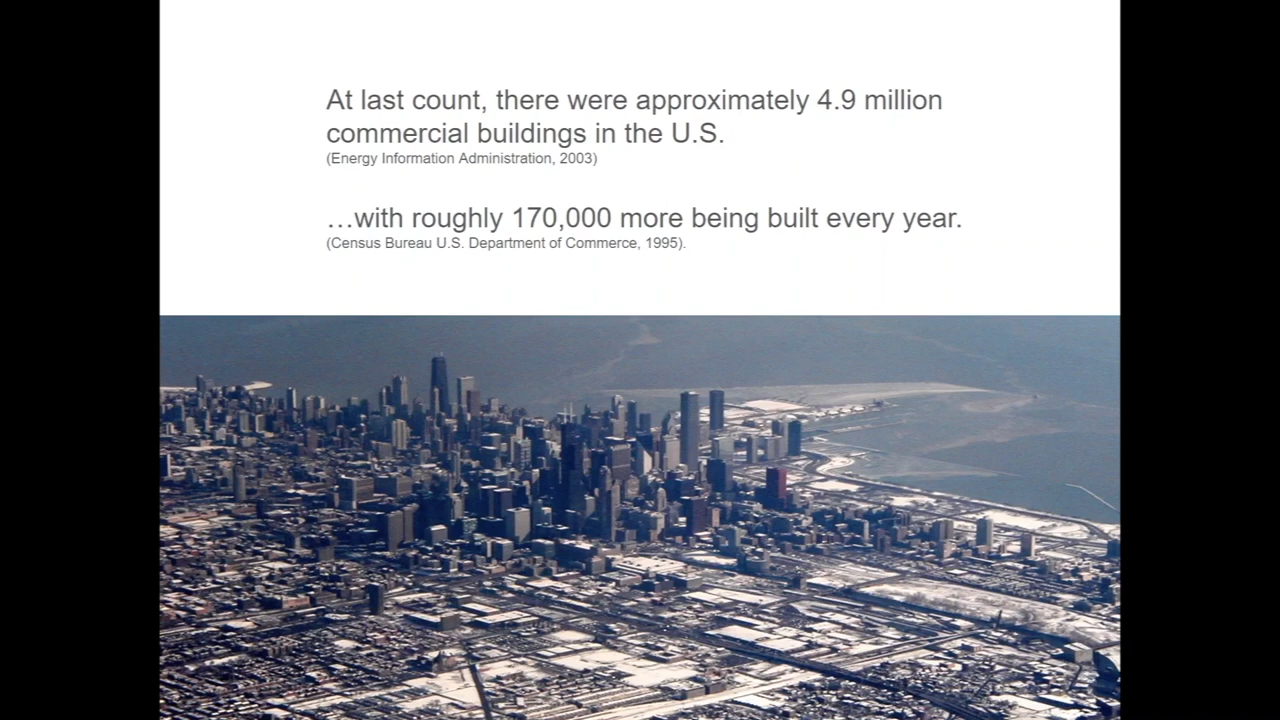 At last count, there were approximately 4.9 million
commercial buildings in the U.S.
(Energy Information Administration, 2003)
…with roughly 170,000 more being built every year.
(Census Bureau U.S. Department of Commerce, 1995).